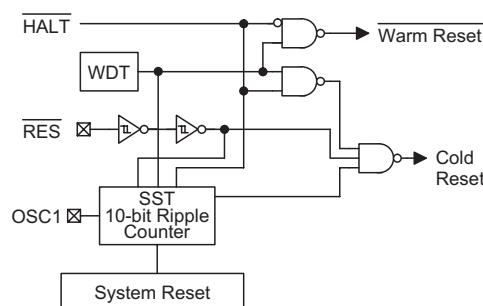 HALT
Warm Reset
WDT
RES
Cold
Reset
SST
10-bit Ripple
Counter
OSC1
System Reset